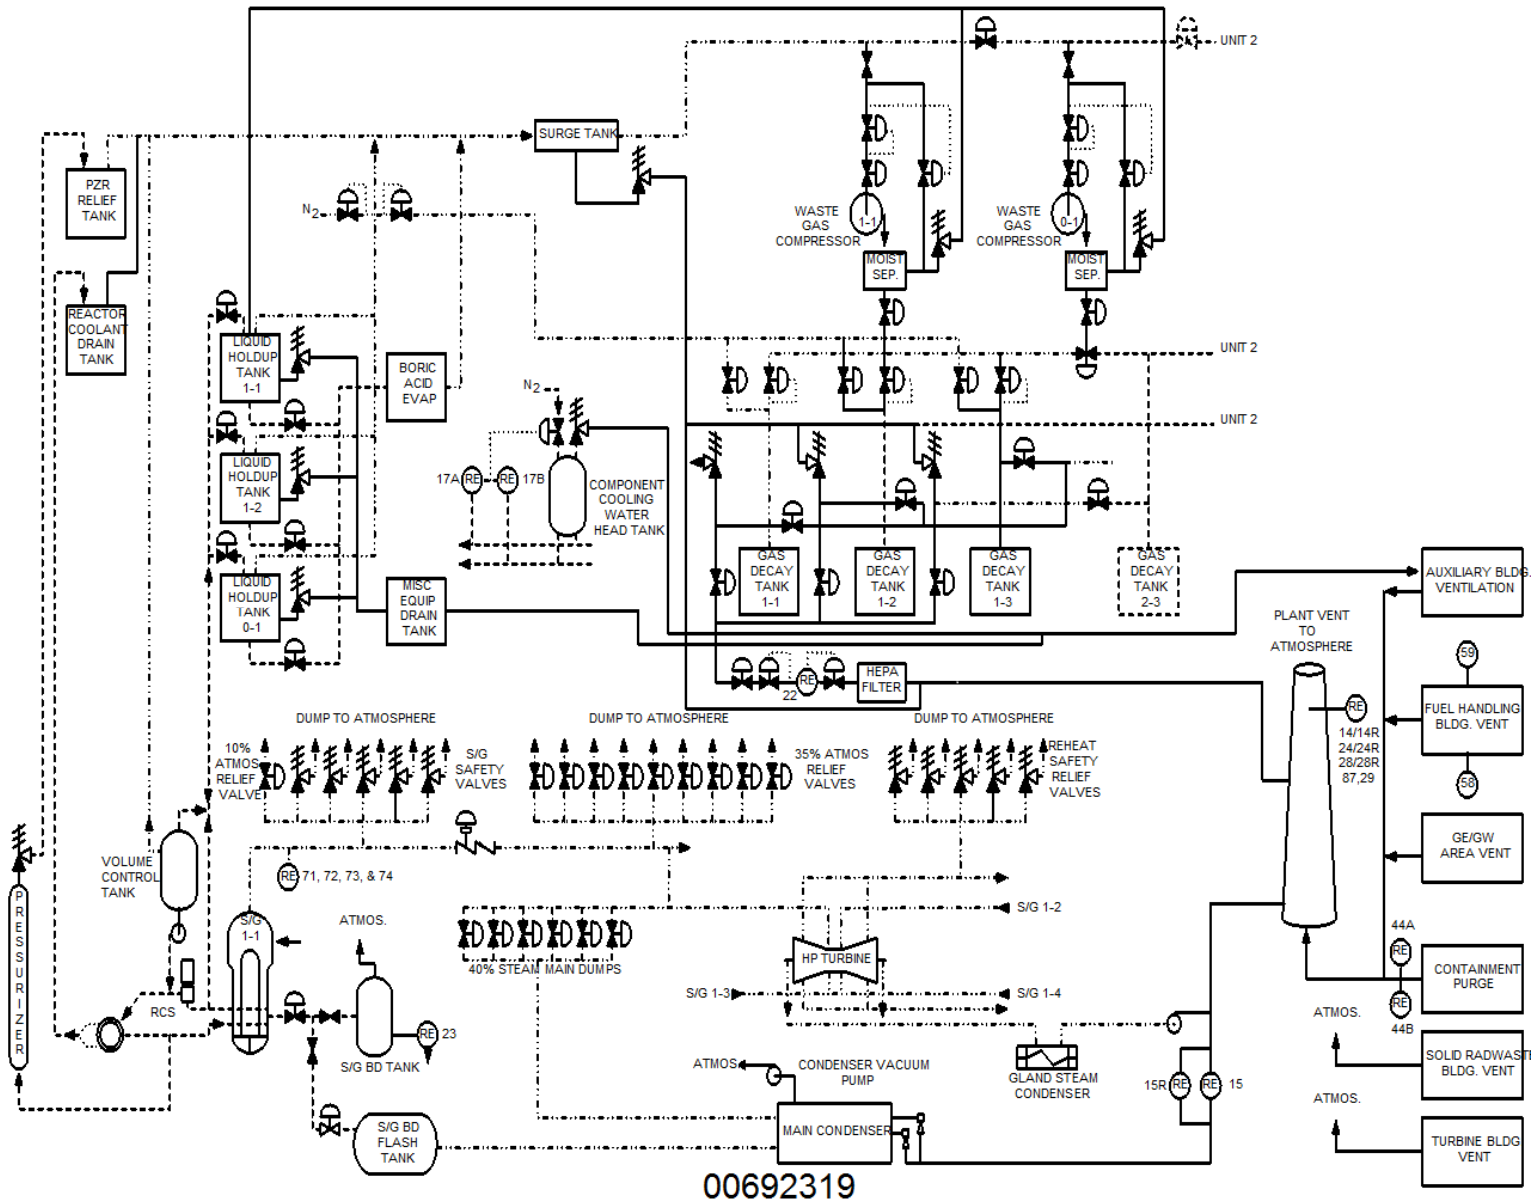 UNIT 2
SURGE TANK
PZR
RELIEF
TANK
N2
WASTE
GAS
COMPRESSOR
1-1
WASTE
GAS
COMPRESSOR
0-1
MOIST
SEP.
MOIST
SEP.
REACTOR
COOLANT
DRAIN
TANK
LIQUID
HOLDUP
TANK
1-1
BORIC
ACID
EVAP
UNIT 2
N2
UNIT 2
LIQUID
HOLDUP
TANK
1-2
17A
RE
RE
17B
COMPONENT
COOLING
WATER
HEAD TANK
LIQUID
HOLDUP
TANK
0-1
MISC
EQUIP
DRAIN
TANK
GAS
DECAY
TANK
1-1
GAS
DECAY
TANK
1-2
GAS
DECAY
TANK
1-3
GAS
DECAY
TANK
2-3
AUXILIARY BLDG.
VENTILATION
PLANT VENT
TO
ATMOSPHERE
22
RE
HEPA
FILTER
59
FUEL HANDLING
BLDG. VENT
58
RE
14/14R
24/24R
28/28R
87,29
DUMP TO ATMOSPHERE
DUMP TO ATMOSPHERE
DUMP TO ATMOSPHERE
10%
ATMOS
RELIEF
VALVE
S/G
SAFETY
VALVES
35% ATMOS
RELIEF
VALVES
REHEAT
SAFETY
RELIEF
VALVES
GE/GW
AREA VENT
VOLUME
CONTROL
TANK
RE
71, 72, 73, & 74
PRESSURIZER
S/G
1-1
ATMOS.
S/G 1-2
40% STEAM MAIN DUMPS
HP TURBINE
S/G 1-3
S/G 1-4
44A
RE
RE
44B
CONTAINMENT
PURGE
RCS
RE
23
S/G BD TANK
ATMOS.
SOLID RADWASTE
BLDG. VENT
ATMOS.
CONDENSER VACUUM
PUMP
GLAND STEAM
CONDENSER
15R
RE
RE
15
ATMOS.
S/G BD
FLASH
TANK
MAIN CONDENSER
TURBINE BLDG
VENT
00692319